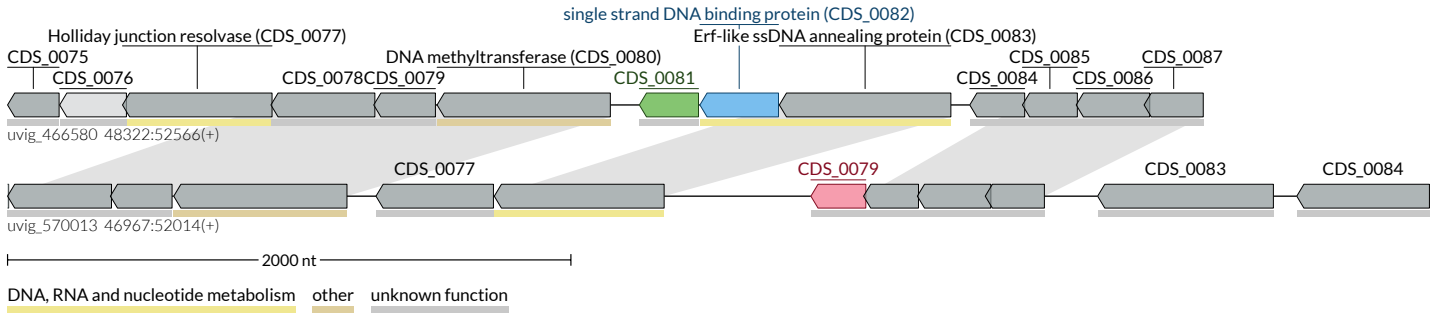 single strand DNA binding protein (CDS_0082)
Holliday junction resolvase (CDS_0077) Erf-like ssDNA annealing protein (CDS_0083)
CDS_0075 DNA methyltransferase (CDS_0080) CDS_0085 CDS_0087
CDS_0076 CDS_0078 CDS_0079 CDS_0081 CDS_0084 CDS_0086
uvig_466580 48322:52566(+)
CDS_0077 CDS_0079 CDS_0083 CDS_0084
uvig_570013 46967:52014(+)
2000 nt
DNA, RNA and nucleotide metabolism other unknown function